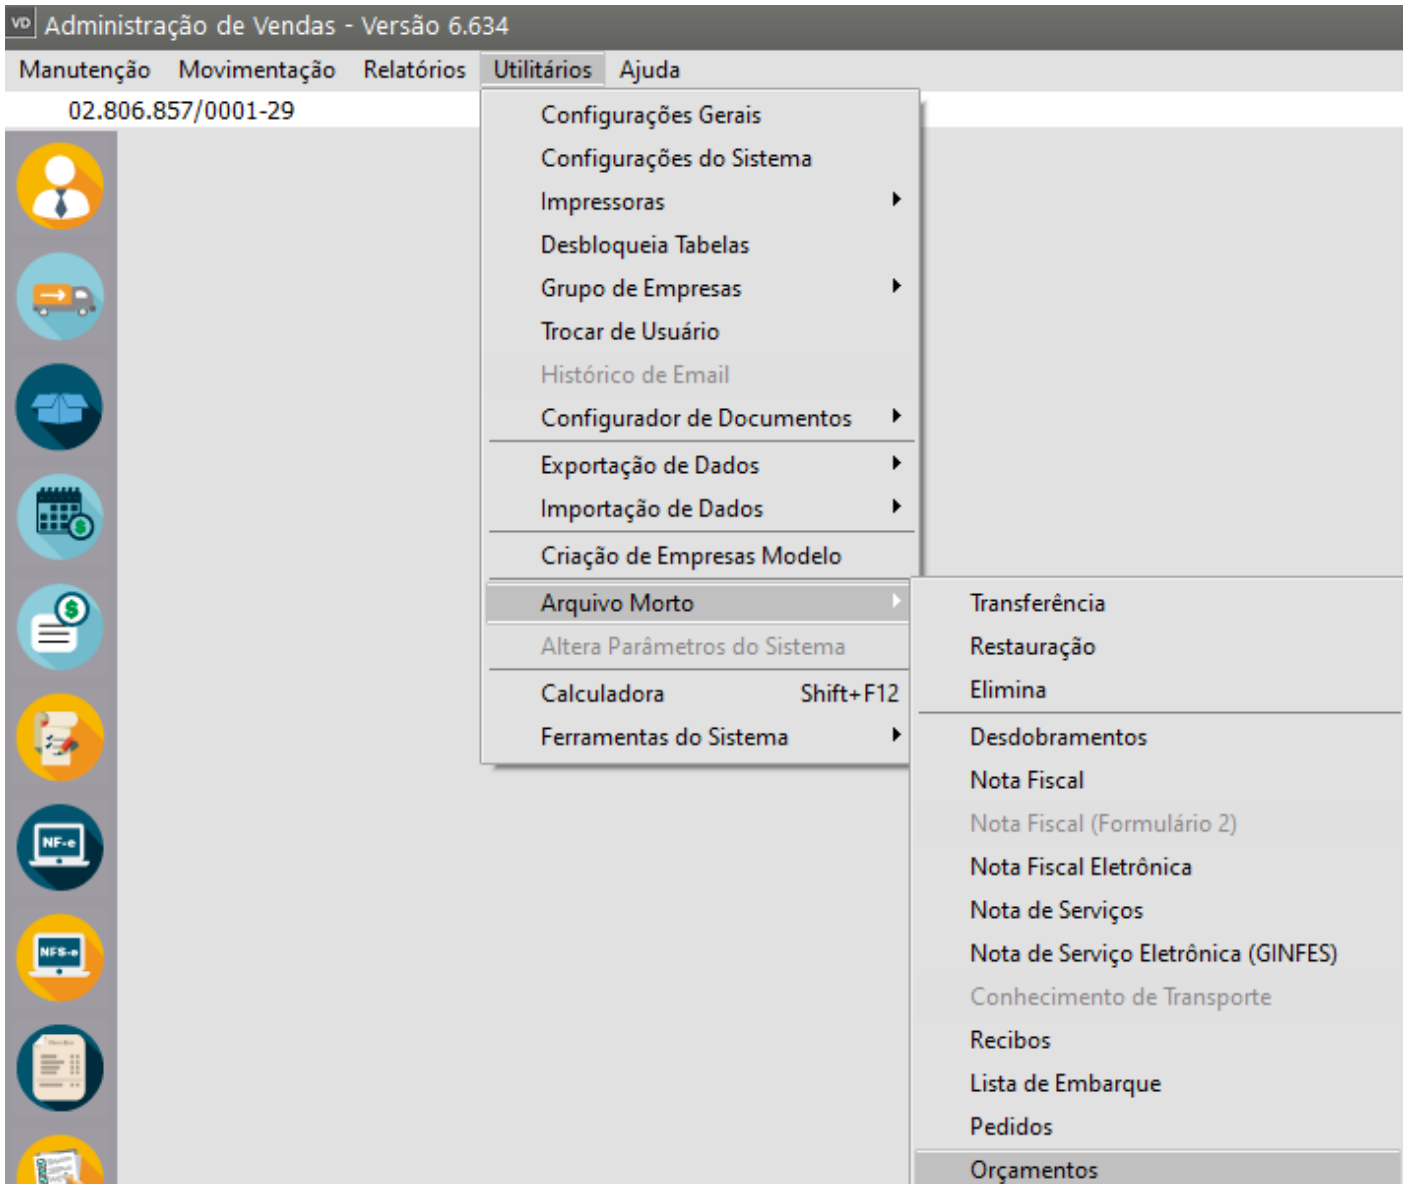 VD Administração de Vendas - Versão 6.634
Manutenção Movimentação Relatórios Utilitários Ajuda
02.806.857/0001-29
Configurações Gerais
Configurações do Sistema
Impressoras
Desbloqueia Tabelas
Grupo de Empresas
Trocar de Usuário
Histórico de Email
Configurador de Documentos
Exportação de Dados
Importação de Dados
Criação de Empresas Modelo
Arquivo Morto
Altera Parâmetros do Sistema
Calculadora Shift+F12
Ferramentas do Sistema
Transferência
Restauração
Elimina
Desdobramentos
Nota Fiscal
Nota Fiscal (Formulário 2)
Nota Fiscal Eletrônica
Nota de Serviços
Nota de Serviço Eletrônica (GINFES)
Conhecimento de Transporte
Recibos
Lista de Embarque
Pedidos
Orçamentos
NF-e
NFS-e